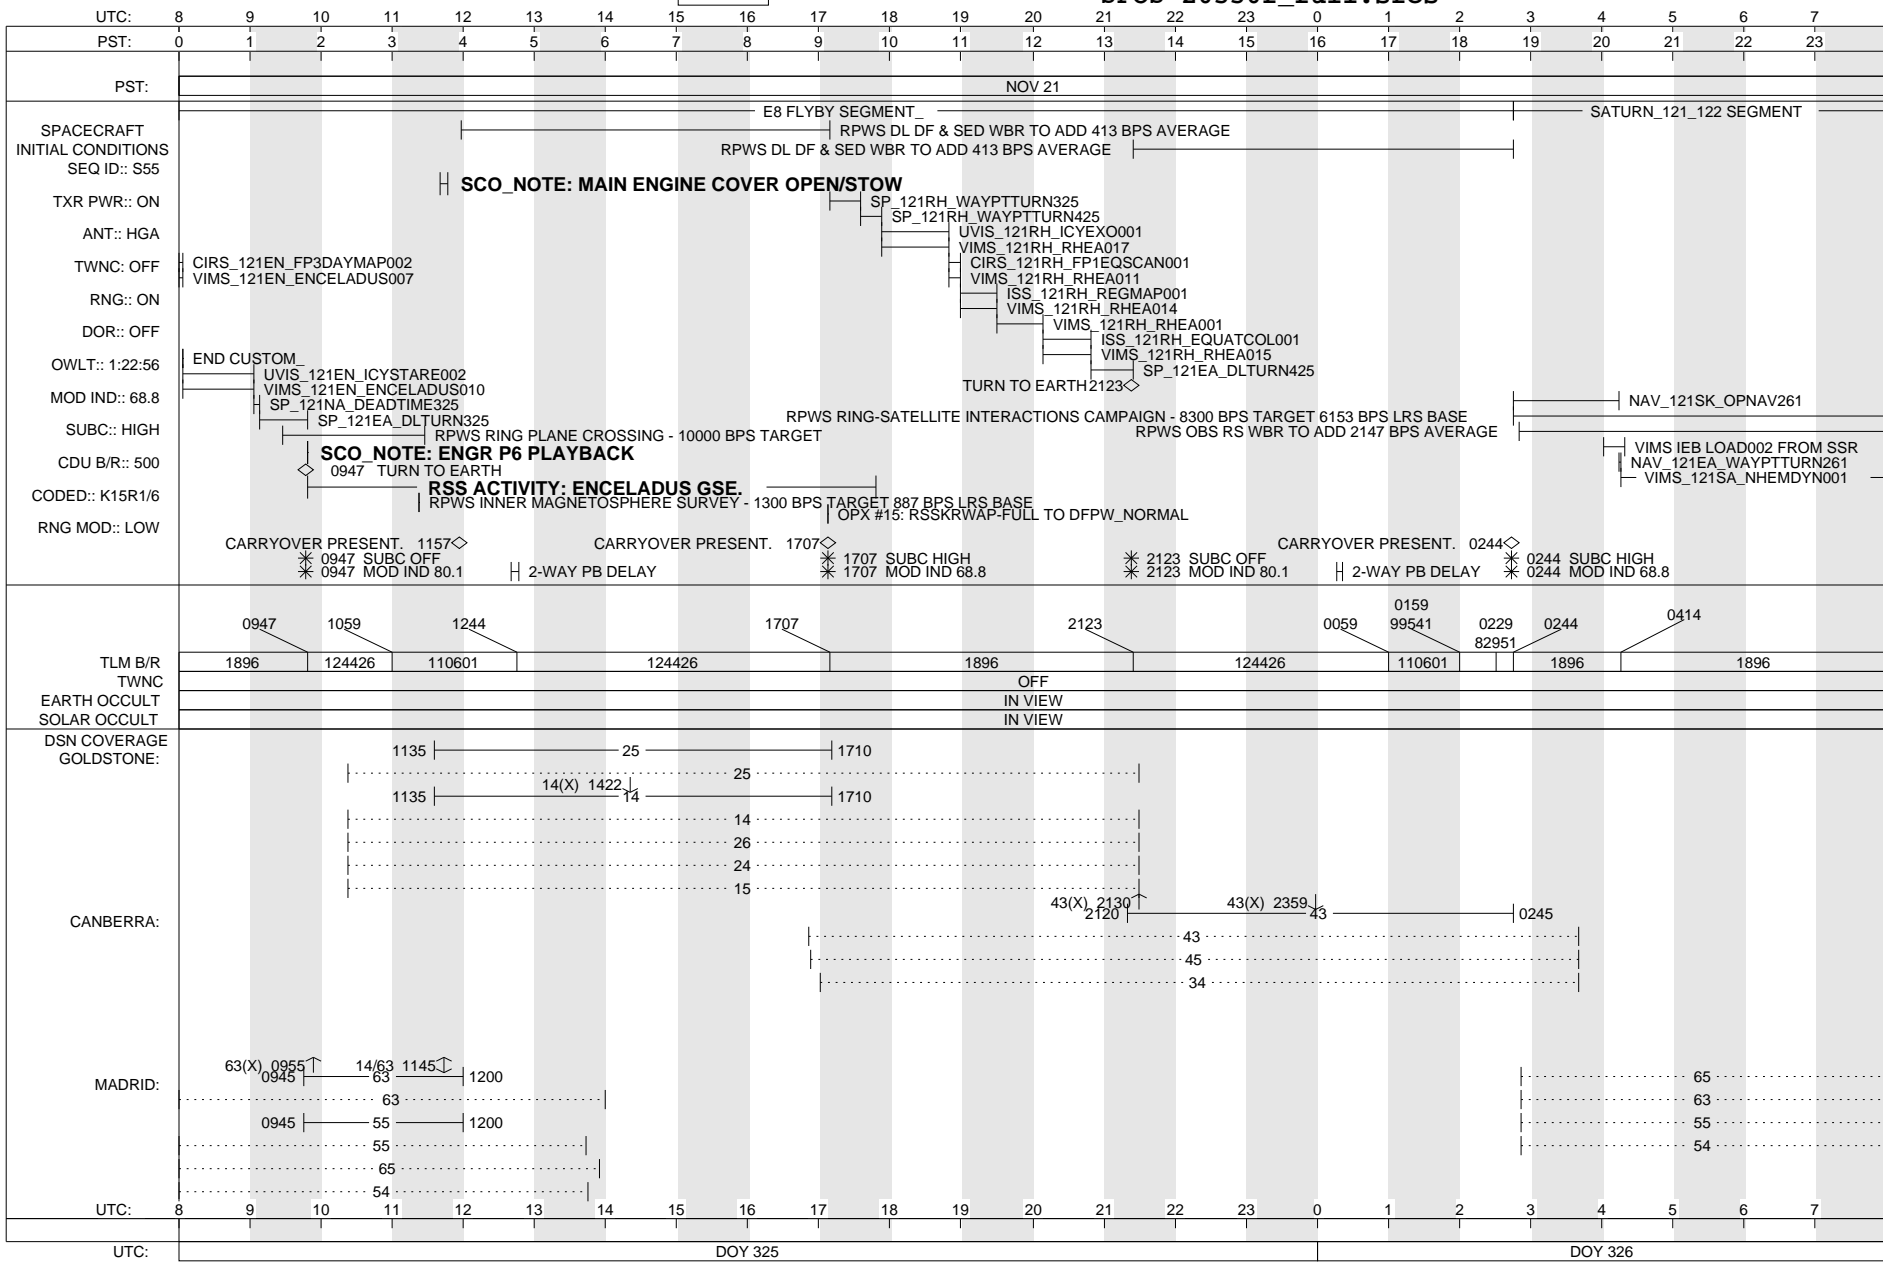 UTC: 8 9 10 11 12 13 14 15 16 17 18 19 20 21 22 23 0 1 2 3 4 5 6 7
PST: 0 1 2 3 4 5 6 7 8 9 10 11 12 13 14 15 16 17 18 19 20 21 22 23
PST: NOV 21
E8 FLYBY SEGMENT_ SATURN_121_122 SEGMENT
SPACECRAFT RPWS DL DF & SED WBR TO ADD 413 BPS AVERAGE
INITIAL CONDITIONS RPWS DL DF & SED WBR TO ADD 413 BPS AVERAGE
SEQ ID:: S55
SCO_NOTE: MAIN ENGINE COVER OPEN/STOW
TXR PWR:: ON SP_121RH_WAYPTTURN325
SP_121RH_WAYPTTURN425
ANT:: HGA UVIS_121RH_ICYEXO001
VIMS_121RH_RHEA017
TWNC: OFF CIRS_121EN_FP3DAYMAP002 CIRS_121RH_FP1EQSCAN001
VIMS_121EN_ENCELADUS007 VIMS_121RH_RHEA011
RNG:: ON ISS_121RH_REGMAP001
VIMS_121RH_RHEA014
DOR:: OFF VIMS_121RH_RHEA001
ISS_121RH_EQUATCOL001
OWLT:: 1:22:56 END CUSTOM_ VIMS_121RH_RHEA015
UVIS_121EN_ICYSTARE002 SP_121EA_DLTURN425
VIMS_121EN_ENCELADUS010 TURN TO EARTH 2123
MOD IND:: 68.8 SP_121NA_DEADTIME325 NAV_121SK_OPNAV261
SP_121EA_DLTURN325 RPWS RING-SATELLITE INTERACTIONS CAMPAIGN - 8300 BPS TARGET 6153 BPS LRS BASE
SUBC:: HIGH RPWS RING PLANE CROSSING - 10000 BPS TARGET RPWS OBS RS WBR TO ADD 2147 BPS AVERAGE
SCO_NOTE: ENGR P6 PLAYBACK VIMS IEB LOAD002 FROM SSR
CDU B/R:: 500 0947 TURN TO EARTH NAV_121EA_WAYPTTURN261
RSS ACTIVITY: ENCELADUS GSE. VIMS_121SA_NHEMDYN001
CODED:: K15R1/6 RPWS INNER MAGNETOSPHERE SURVEY - 1300 BPS TARGET 887 BPS LRS BASE
RNG MOD:: LOW OPX #15: RSSKRWAP-FULL TO DFPW_NORMAL
CARRYOVER PRESENT. 1157 CARRYOVER PRESENT. 1707 CARRYOVER PRESENT. 0244
0947 SUBC OFF 1707 SUBC HIGH 2123 SUBC OFF 0244 SUBC HIGH
0947 MOD IND 80.1 2-WAY PB DELAY 1707 MOD IND 68.8 2123 MOD IND 80.1 2-WAY PB DELAY 0244 MOD IND 68.8
0159
0947 1059 1244 1707 2123 0059 99541 0229 0244 0414
82951
TLM B/R 1896 124426 110601 124426 1896 124426 110601 1896 1896
TWNC OFF
EARTH OCCULT IN VIEW
SOLAR OCCULT IN VIEW
DSN COVERAGE
GOLDSTONE: 1135 25 1710
25
14(X) 1422
1135 14 1710
14
26
24
15
43(X) 2130 43(X) 2359
CANBERRA: 2120 43 0245
43
45
34
63(X) 0955 14/63 1145
MADRID: 0945 63 1200 65
63 63
0945 55 1200 55
55 54
65
54
UTC: 8 9 10 11 12 13 14 15 16 17 18 19 20 21 22 23 0 1 2 3 4 5 6 7
UTC: DOY 325 DOY 326